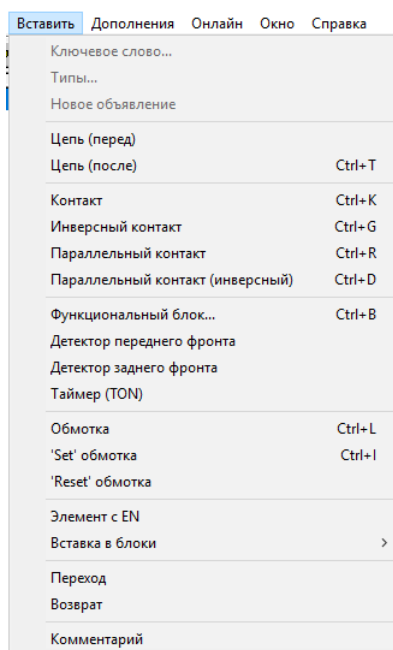 Вставить Дополнения Онлайн Окно Справка
Ключевое слово...
Типы...
Новое объявление
Цепь (перед)
Цепь (после) Ctrl+T
Контакт Ctrl+K
Инверсный контакт Ctrl+G
Параллельный контакт Ctrl+R
Параллельный контакт (инверсный) Ctrl+D
Функциональный блок... Ctrl+B
Детектор переднего фронта
Детектор заднего фронта
Таймер (TON)
Обмотка Ctrl+L
'Set' обмотка Ctrl+I
'Reset' обмотка
Элемент с EN
Вставка в блоки >
Переход
Возврат
Комментарий